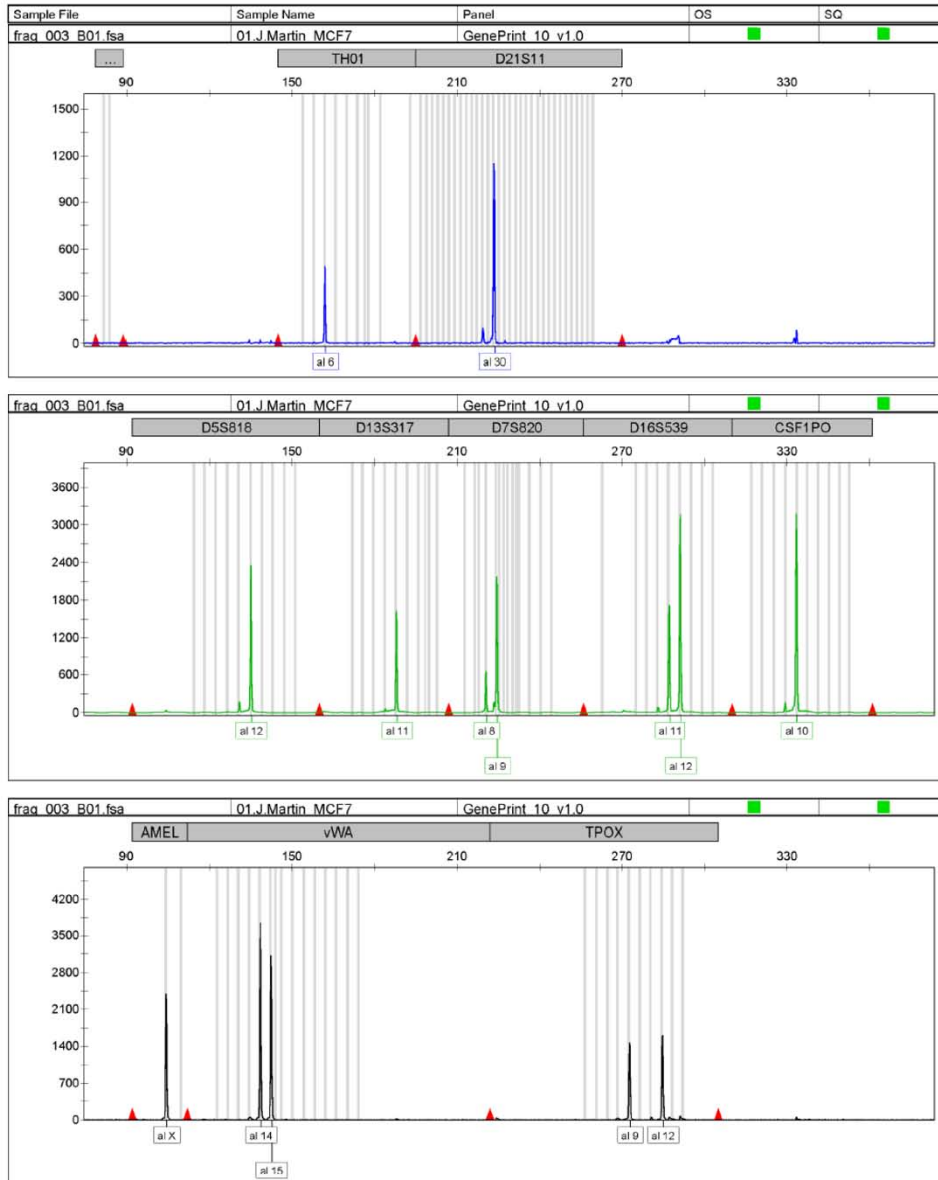 Sample File Sample Name Panel OS SQ
frag_003_B01.fsa 01.J.Martin_MCF7 GenePrint_10_v1.0
... TH01 D21S11
90 150 210 270 330
1500
1200
900
600
300
0
al 6 al 30
frag_003_B01.fsa 01.J.Martin_MCF7 GenePrint_10_v1.0
D5S818 D13S317 D7S820 D16S539 CSF1PO
90 150 210 270 330
3600
3000
2400
1800
1200
600
0
al 12 al 11 al 8 al 11 al 10
al 9 al 12
frag_003_B01.fsa 01.J.Martin_MCF7 GenePrint_10_v1.0
AMEL vWA TPOX
90 150 210 270 330
4200
3500
2800
2100
1400
700
0
al X al 14 al 9 al 12
al 15